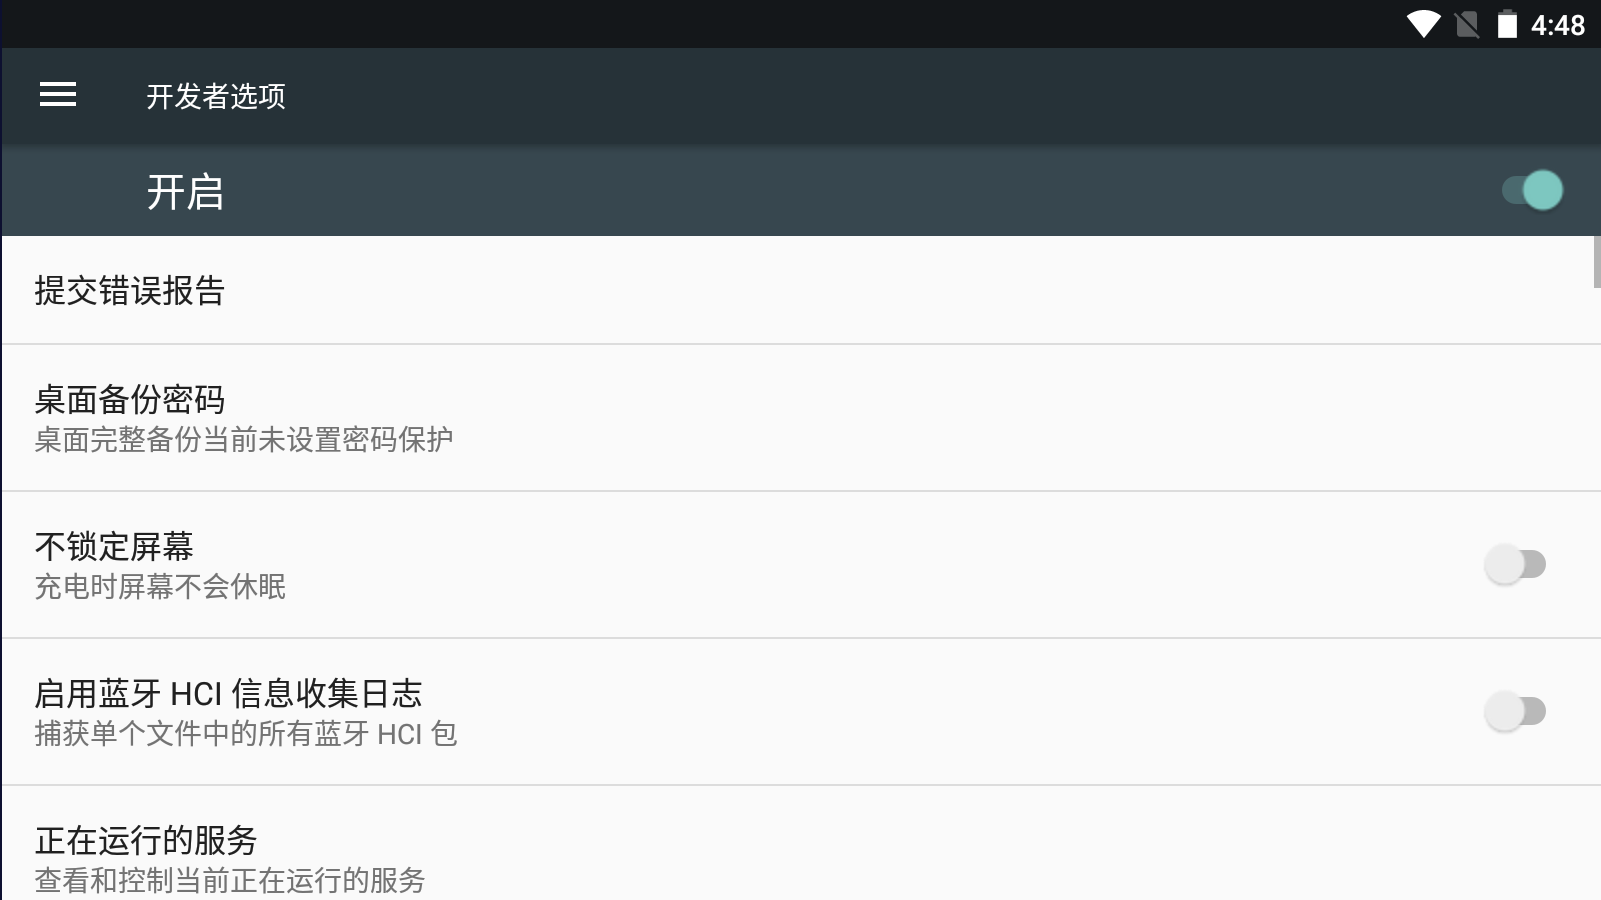 4:48
开发者选项
开启
提交错误报告
桌面备份密码
桌面完整备份当前未设置密码保护
不锁定屏幕
充电时屏幕不会休眠
启用蓝牙 HCI 信息收集日志
捕获单个文件中的所有蓝牙 HCI 包
正在运行的服务
查看和控制当前正在运行的服务